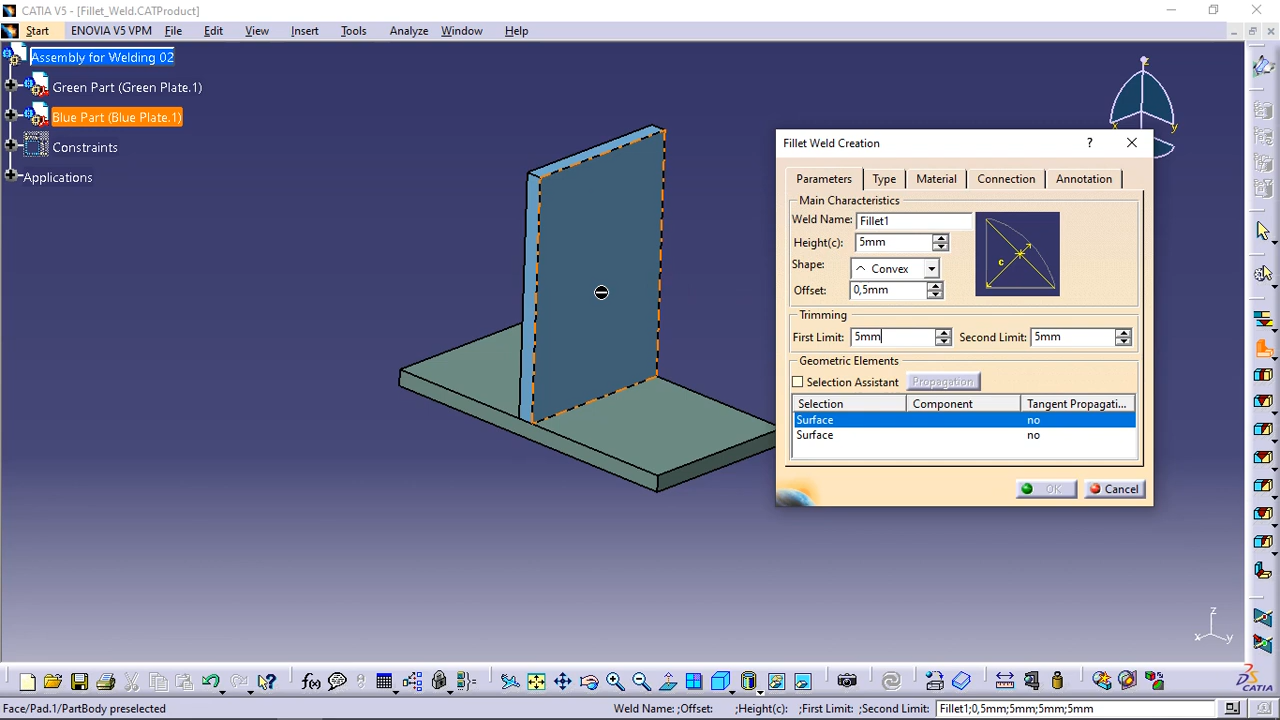 CATIA V5 - [Fillet_Weld.CATProduct]
Start ENOVIA V5 VPM File Edit View Insert Tools Analyze Window Help
Assembly for Welding 02
Green Part (Green Plate.1)
Blue Part (Blue Plate.1)
Constraints
Applications
z
x y
Fillet Weld Creation ?
Parameters Type Material Connection Annotation
Main Characteristics
Weld Name: Fillet1
Height(c): 5mm
Shape: Convex
Offset: 0,5mm
c
Trimming
First Limit: 5mm Second Limit: 5mm
Geometric Elements
Selection Assistant Propagation
Selection Component Tangent Propagati...
Surface no
Surface no
OK Cancel
z
x y
f(x)
CATIA
Face/Pad.1/PartBody preselected Weld Name: ;Offset: ;Height(c): ;First Limit: ;Second Limit: Fillet1;0,5mm;5mm;5mm;5mm